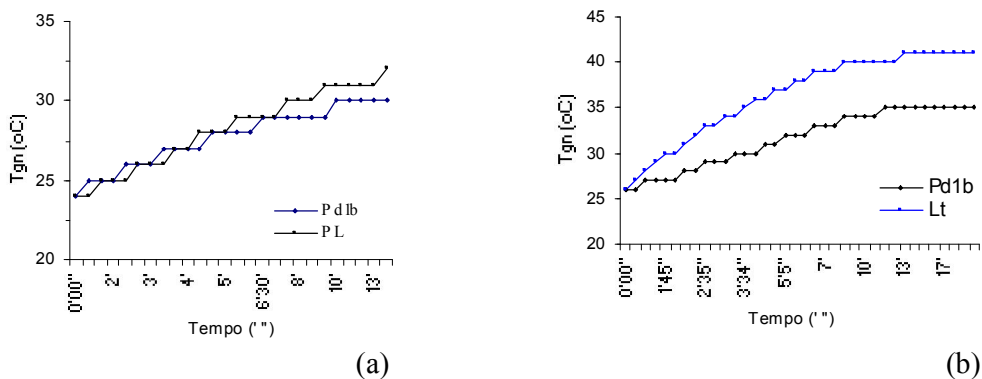 35
30
25
20
Tgn (oC)
0'00"
2'
3'
4'
5'
6'30
8'
10'
13'
Tempo (' ")
P dlb
P L
(a)
45
40
35
30
25
20
Tgn (oC)
0'00"
1'45"
2'35"
3'34"
5'5"
7'
10'
13'
17'
Tempo (' ")
Pd1b
Lt
(b)